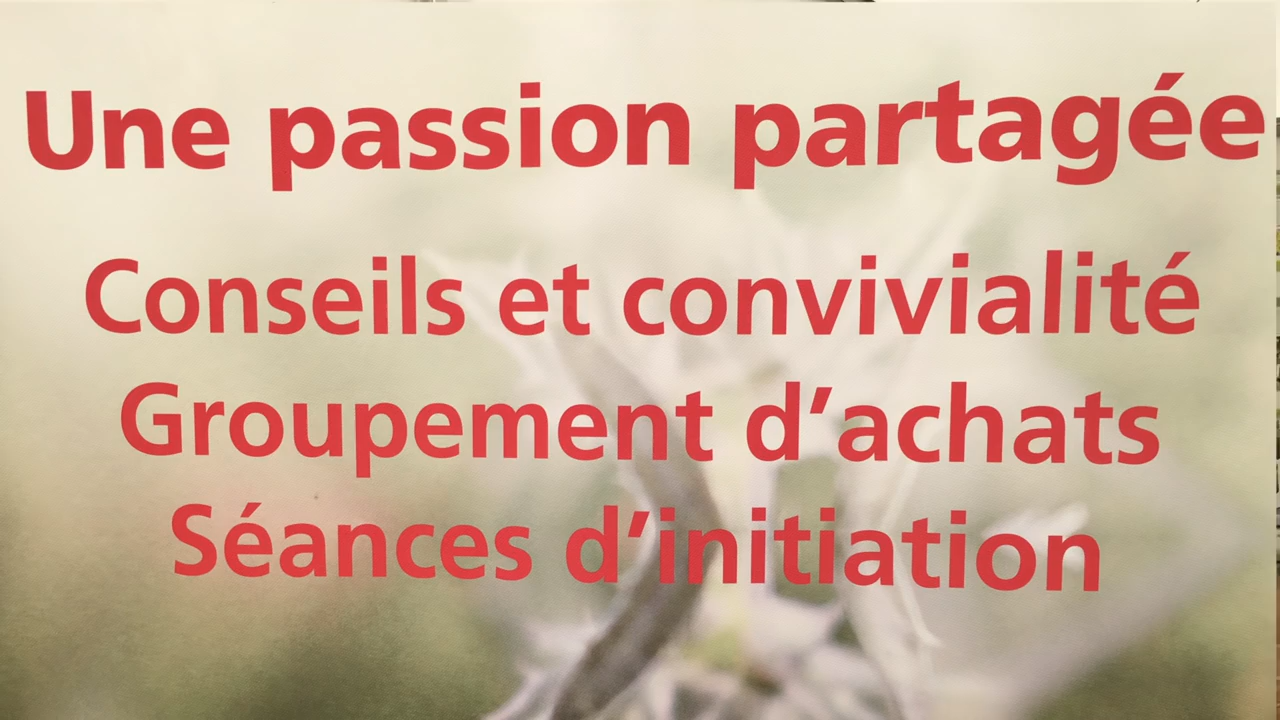 Une passion partagée
Conseils et convivialité
Groupement d’achats
Séances d’initiation